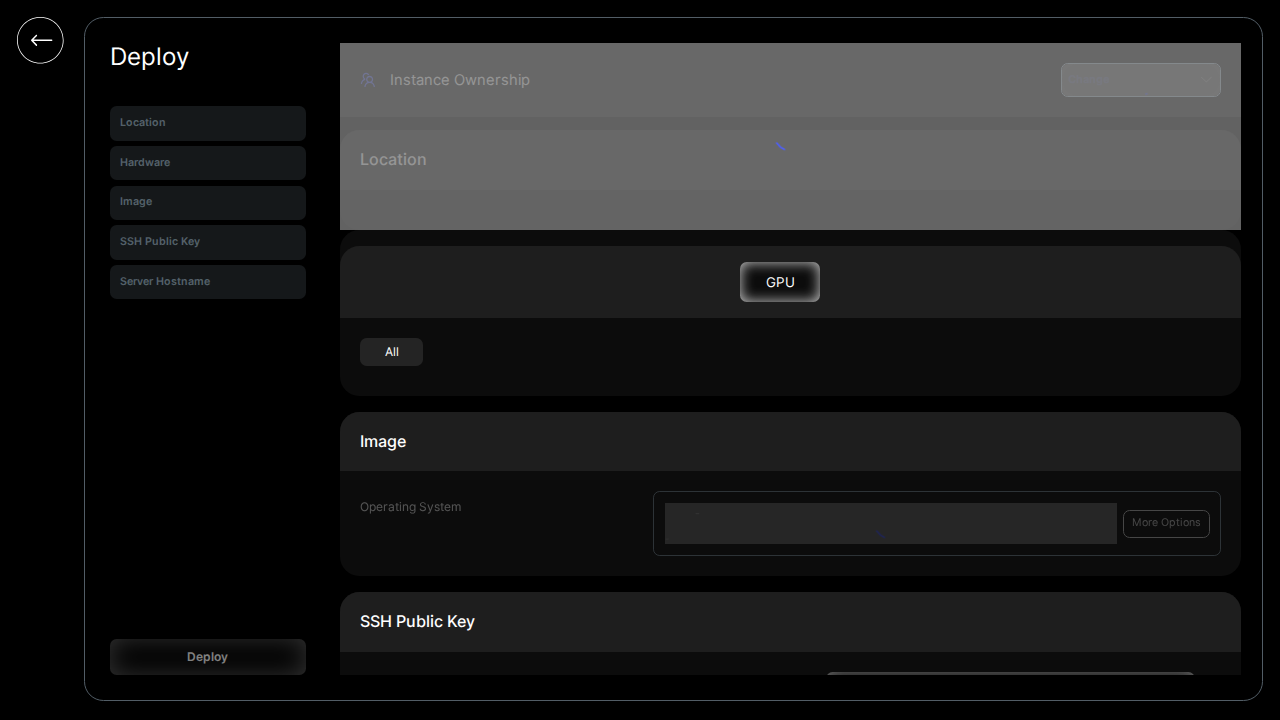 Deploy
Location
Hardware
Image
SSH Public Key
Server Hostname
Deploy
Instance Ownership
Location
GPU
All
Image
Operating System
More Options
SSH Public Key